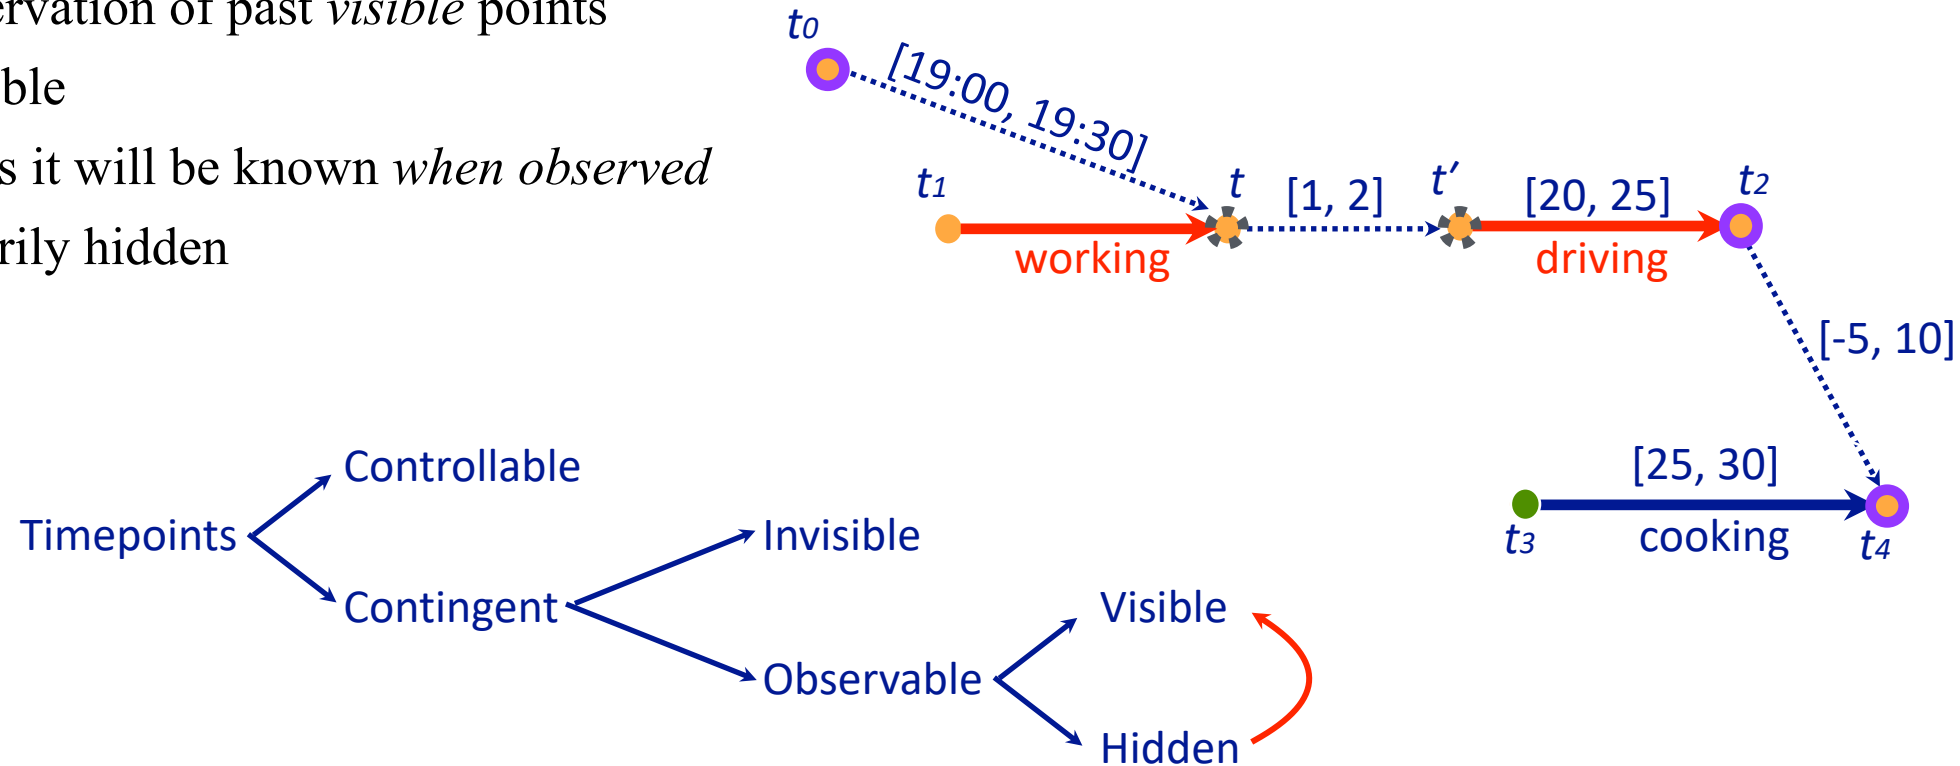 ervation of past visible points
ble
s it will be known when observed
rily hidden
t0
[19:00, 19:30]
t1
t
[1, 2]
t′
[20, 25]
t2
working
driving
[-5, 10]
[25, 30]
t3
cooking
t4
Controllable
Timepoints
Invisible
Contingent
Visible
Observable
Hidden